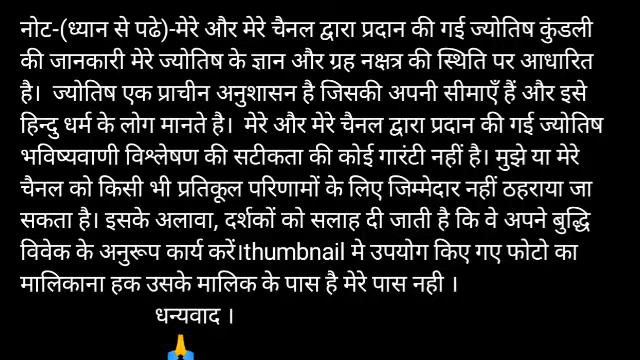 नोट-(ध्यान से पढे)-मेरे और मेरे चैनल द्वारा प्रदान की गई ज्योतिष कुंडली
की जानकारी मेरे ज्योतिष के ज्ञान और ग्रह नक्षत्र की स्थिति पर आधारित
है। ज्योतिष एक प्राचीन अनुशासन है जिसकी अपनी सीमाएँ हैं और इसे
हिन्दु धर्म के लोग मानते है। मेरे और मेरे चैनल द्वारा प्रदान की गई ज्योतिष
भविष्यवाणी विश्लेषण की सटीकता की कोई गारंटी नहीं है। मुझे या मेरे
चैनल को किसी भी प्रतिकूल परिणामों के लिए जिम्मेदार नहीं ठहराया जा
सकता है। इसके अलावा, दर्शकों को सलाह दी जाती है कि वे अपने बुद्धि
विवेक के अनुरूप कार्य करें।thumbnail मे उपयोग किए गए फोटो का
मालिकाना हक उसके मालिक के पास है मेरे पास नही ।
धन्यवाद ।
🙏